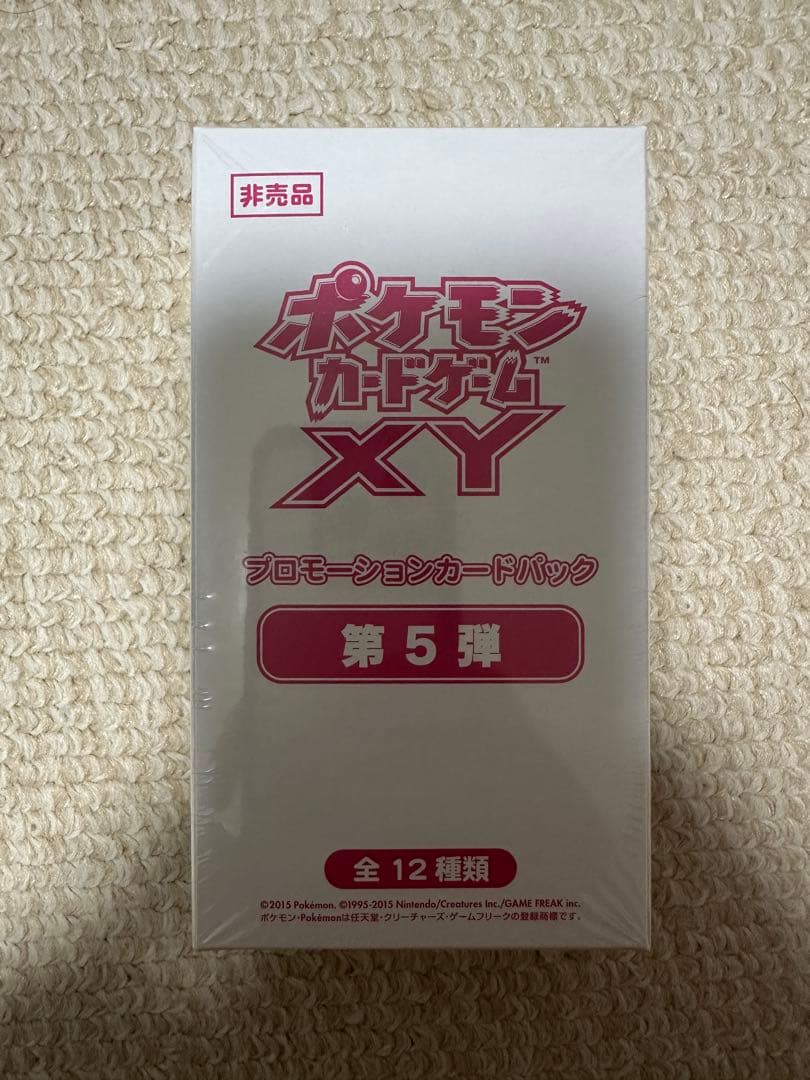 非売品
ポケモン
カードゲーム™
XY
プロモーションカードパック
第5弾
全12種類
©2015 Pokémon. ©1995-2015 Nintendo/Creatures Inc./GAME FREAK inc.
ポケモン・Pokémonは任天堂・クリーチャーズ・ゲームフリークの登録商標です。